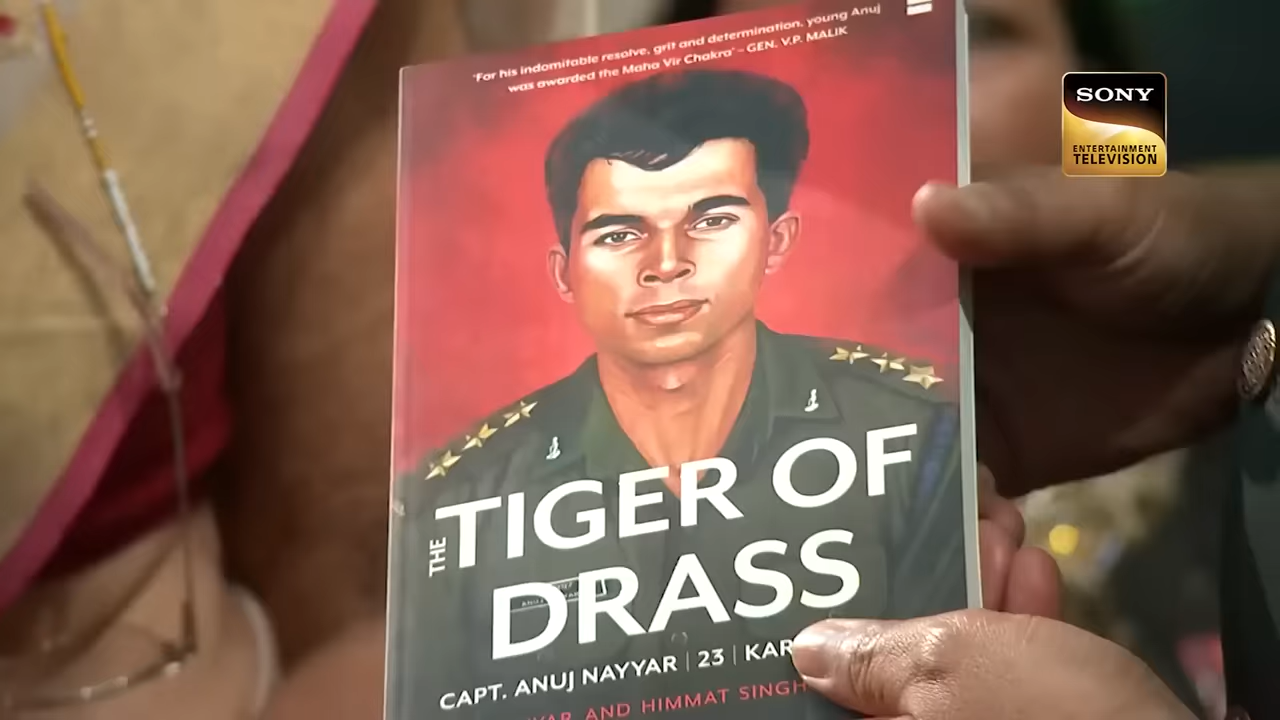 'For his indomitable resolve, grit and determination, young Anuj
was awarded the Maha Vir Chakra' – GEN. V.P. MALIK
SONY
ENTERTAINMENT
TELEVISION
THE
TIGER OF
DRASS
CAPT. ANUJ NAYYAR | 23 | KAR
AND HIMMAT SINGH